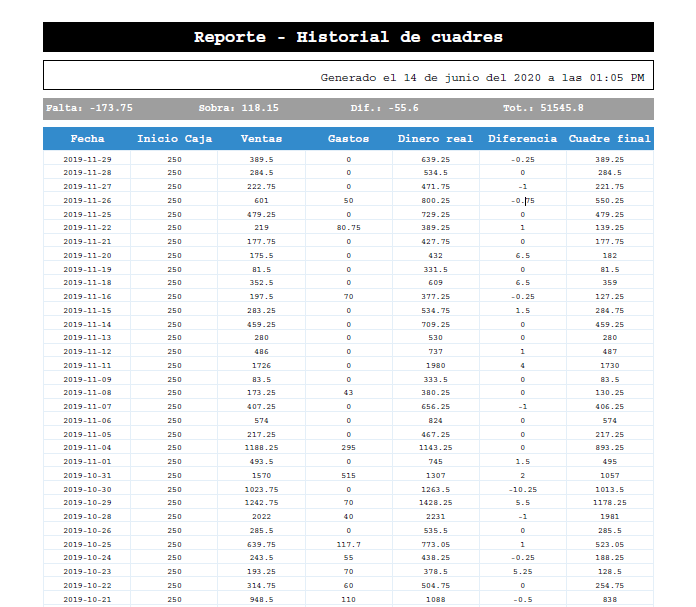 Reporte - Historial de cuadres
Generado el 14 de junio del 2020 a las 01:05 PM
Falta: -173.75 Sobra: 118.15 Dif.: -55.6 Tot.: 51545.8
Fecha Inicio Caja Ventas Gastos Dinero real Diferencia Cuadre final
2019-11-29 250 389.5 0 639.25 -0.25 389.25
2019-11-28 250 284.5 0 534.5 0 284.5
2019-11-27 250 222.75 0 471.75 -1 221.75
2019-11-26 250 601 50 800.25 -0.75 550.25
2019-11-25 250 479.25 0 729.25 0 479.25
2019-11-22 250 219 80.75 389.25 1 139.25
2019-11-21 250 177.75 0 427.75 0 177.75
2019-11-20 250 175.5 0 432 6.5 182
2019-11-19 250 81.5 0 331.5 0 81.5
2019-11-18 250 352.5 0 609 6.5 359
2019-11-16 250 197.5 70 377.25 -0.25 127.25
2019-11-15 250 283.25 0 534.75 1.5 284.75
2019-11-14 250 459.25 0 709.25 0 459.25
2019-11-13 250 280 0 530 0 280
2019-11-12 250 486 0 737 1 487
2019-11-11 250 1726 0 1980 4 1730
2019-11-09 250 83.5 0 333.5 0 83.5
2019-11-08 250 173.25 43 380.25 0 130.25
2019-11-07 250 407.25 0 656.25 -1 406.25
2019-11-06 250 574 0 824 0 574
2019-11-05 250 217.25 0 467.25 0 217.25
2019-11-04 250 1188.25 295 1143.25 0 893.25
2019-11-01 250 493.5 0 745 1.5 495
2019-10-31 250 1570 515 1307 2 1057
2019-10-30 250 1023.75 0 1263.5 -10.25 1013.5
2019-10-29 250 1242.75 70 1428.25 5.5 1178.25
2019-10-28 250 2022 40 2231 -1 1981
2019-10-26 250 285.5 0 535.5 0 285.5
2019-10-25 250 639.75 117.7 773.05 1 523.05
2019-10-24 250 243.5 55 438.25 -0.25 188.25
2019-10-23 250 193.25 70 378.5 5.25 128.5
2019-10-22 250 314.75 60 504.75 0 254.75
2019-10-21 250 948.5 110 1088 -0.5 838